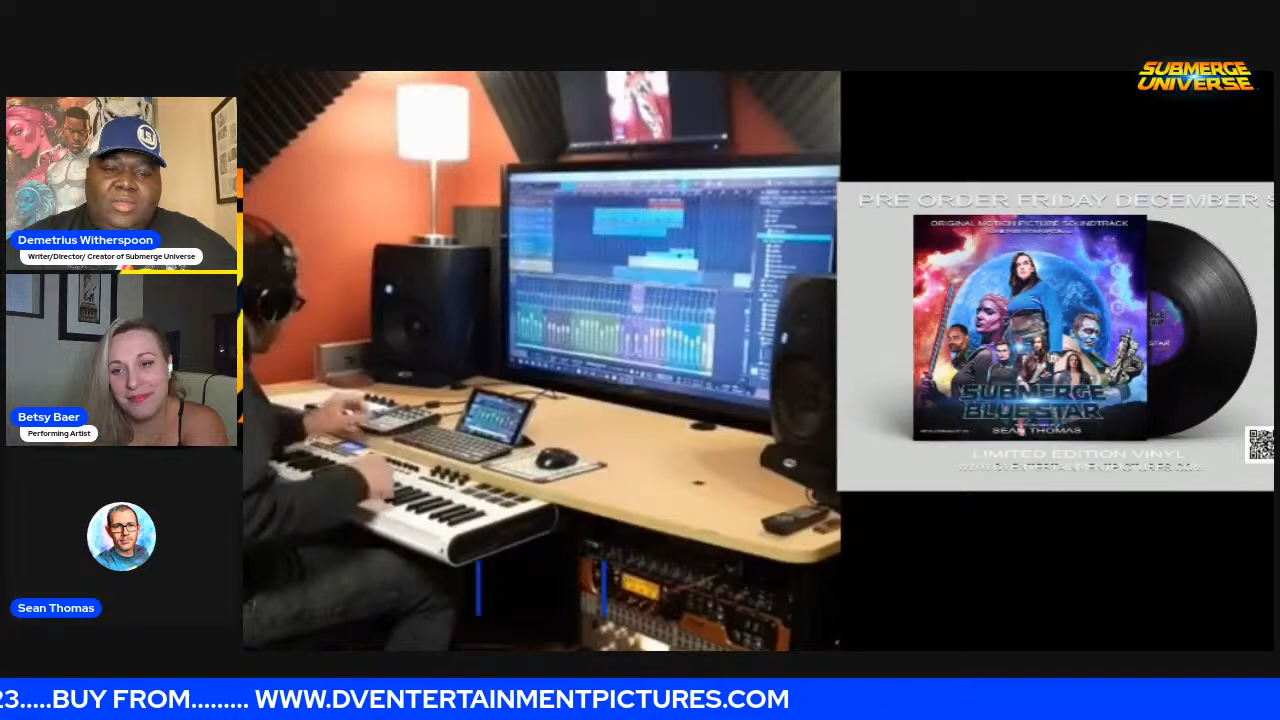 SUBMERGE
UNIVERSE
Demetrius Witherspoon
Writer/Director/ Creator of Submerge Universe
Betsy Baer
Performing Artist
Sean Thomas
PRE ORDER FRIDAY DECEMBER
ORIGINAL MOTION PICTURE SOUNDTRACK
SUBMERGE
BLUE STAR
SEAN THOMAS
LIMITED EDITION VINYL
23.....BUY FROM......... WWW.DVENTERTAINMENTPICTURES.COM